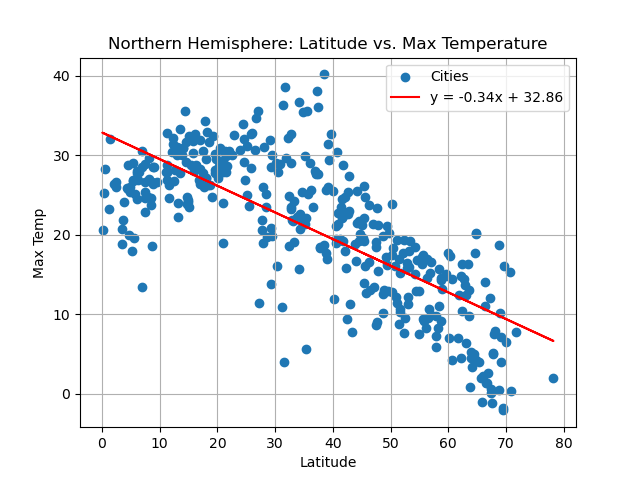 Northern Hemisphere: Latitude vs. Max Temperature
Cities
y = -0.34x + 32.86
Max Temp
40
30
20
10
0
0 10 20 30 40 50 60 70 80
Latitude